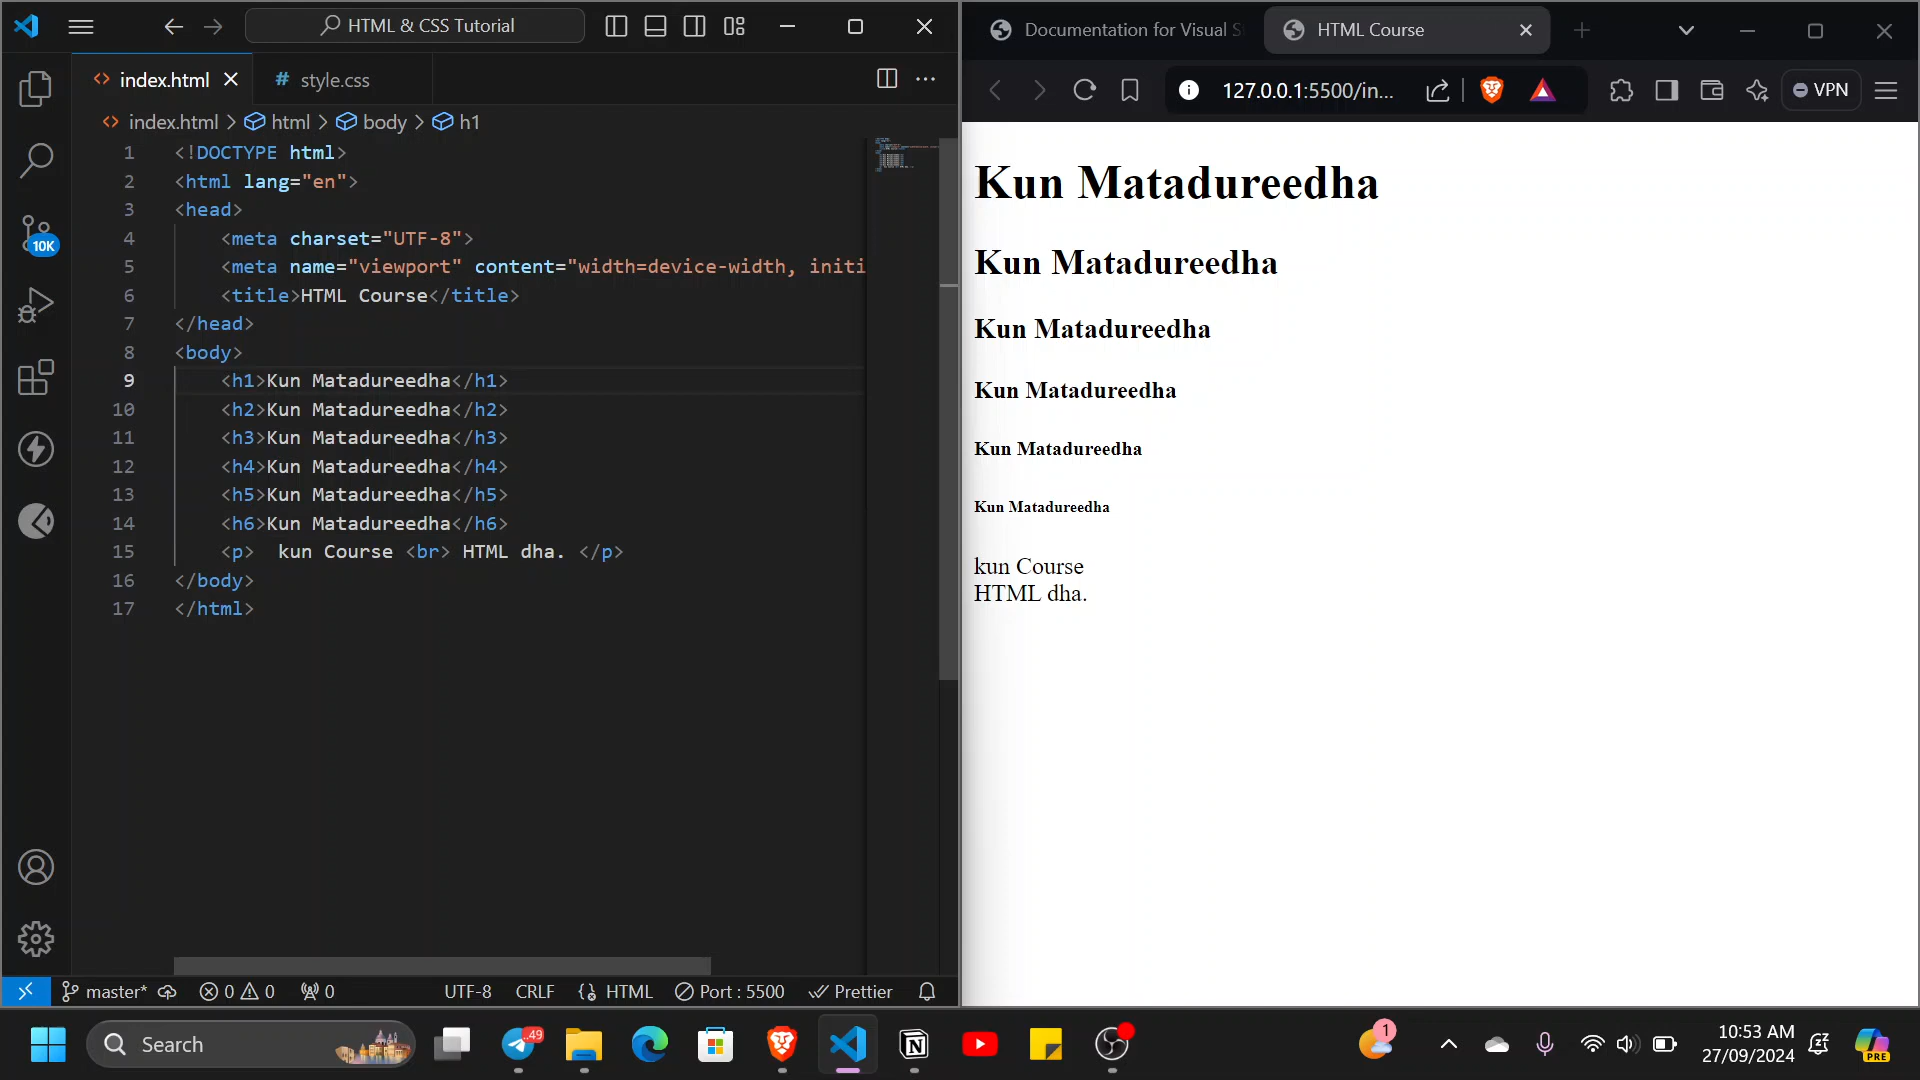 HTML & CSS Tutorial
index.html
# style.css
index.html > html > body > h1
1 <!DOCTYPE html>
2 <html lang="en">
3 <head>
4 <meta charset="UTF-8">
5 <meta name="viewport" content="width=device-width, initi
6 <title>HTML Course</title>
7 </head>
8 <body>
9 <h1>Kun Matadureedha</h1>
10 <h2>Kun Matadureedha</h2>
11 <h3>Kun Matadureedha</h3>
12 <h4>Kun Matadureedha</h4>
13 <h5>Kun Matadureedha</h5>
14 <h6>Kun Matadureedha</h6>
15 <p>  kun Course <br> HTML dha. </p>
16 </body>
17 </html>
10K
master*
0 0
0
UTF-8
CRLF
HTML
Port : 5500
Prettier
Documentation for Visual S
HTML Course
127.0.0.1:5500/in...
VPN
Kun Matadureedha
Kun Matadureedha
Kun Matadureedha
Kun Matadureedha
Kun Matadureedha
Kun Matadureedha
kun Course
HTML dha.
Search
..49
1
10:53 AM
27/09/2024
PRE